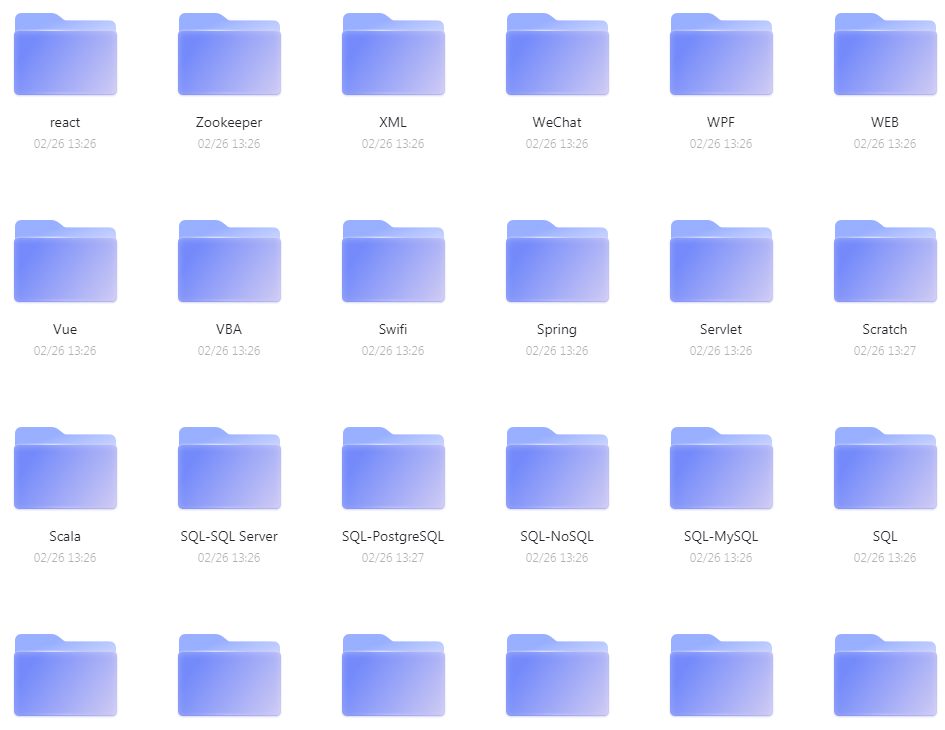 react Zookeeper XML WeChat WPF WEB
02/26 13:26 02/26 13:26 02/26 13:26 02/26 13:26 02/26 13:26 02/26 13:26
Vue VBA Swifi Spring Servlet Scratch
02/26 13:26 02/26 13:26 02/26 13:26 02/26 13:26 02/26 13:26 02/26 13:27
Scala SQL-SQL Server SQL-PostgreSQL SQL-NoSQL SQL-MySQL SQL
02/26 13:26 02/26 13:26 02/26 13:27 02/26 13:26 02/26 13:26 02/26 13:26